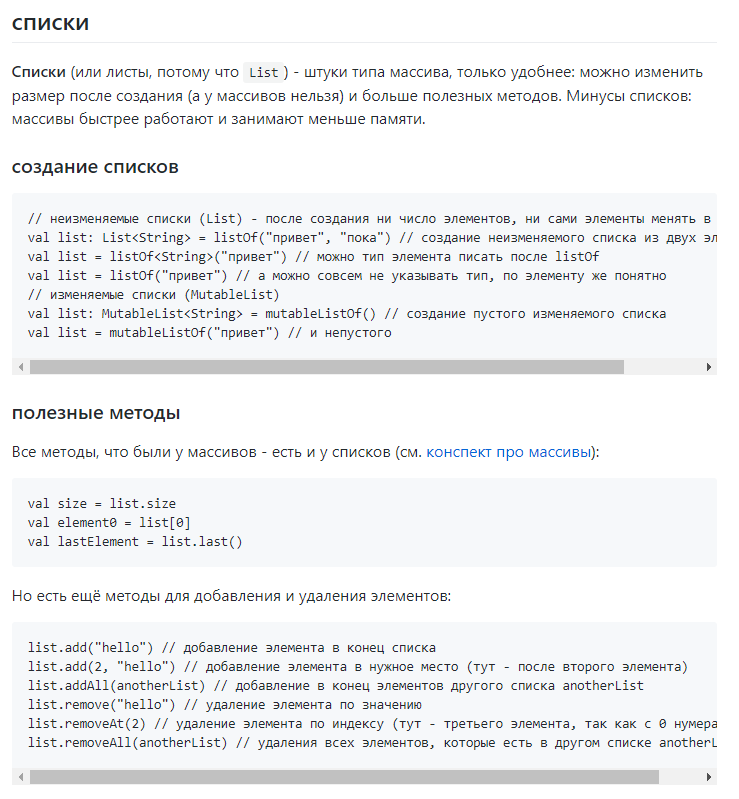 списки
Списки (или листы, потому что List) - штуки типа массива, только удобнее: можно изменить
размер после создания (а у массивов нельзя) и больше полезных методов. Минусы списков:
массивы быстрее работают и занимают меньше памяти.
создание списков
// неизменяемые списки (List) - после создания ни число элементов, ни сами элементы менять в
val list: List<String> = listOf("привет", "пока") // создание неизменяемого списка из двух эл
val list = listOf<String>("привет") // можно тип элемента писать после listOf
val list = listOf("привет") // а можно совсем не указывать тип, по элементу же понятно
// изменяемые списки (MutableList)
val list: MutableList<String> = mutableListOf() // создание пустого изменяемого списка
val list = mutableListOf("привет") // и непустого
полезные методы
Все методы, что были у массивов - есть и у списков (см. конспект про массивы):
val size = list.size
val element0 = list[0]
val lastElement = list.last()
Но есть ещё методы для добавления и удаления элементов:
list.add("hello") // добавление элемента в конец списка
list.add(2, "hello") // добавление элемента в нужное место (тут - после второго элемента)
list.addAll(anotherList) // добавление в конец элементов другого списка anotherList
list.remove("hello") // удаление элемента по значению
list.removeAt(2) // удаление элемента по индексу (тут - третьего элемента, так как с 0 нумера
list.removeAll(anotherList) // удаления всех элементов, которые есть в другом списке anotherL